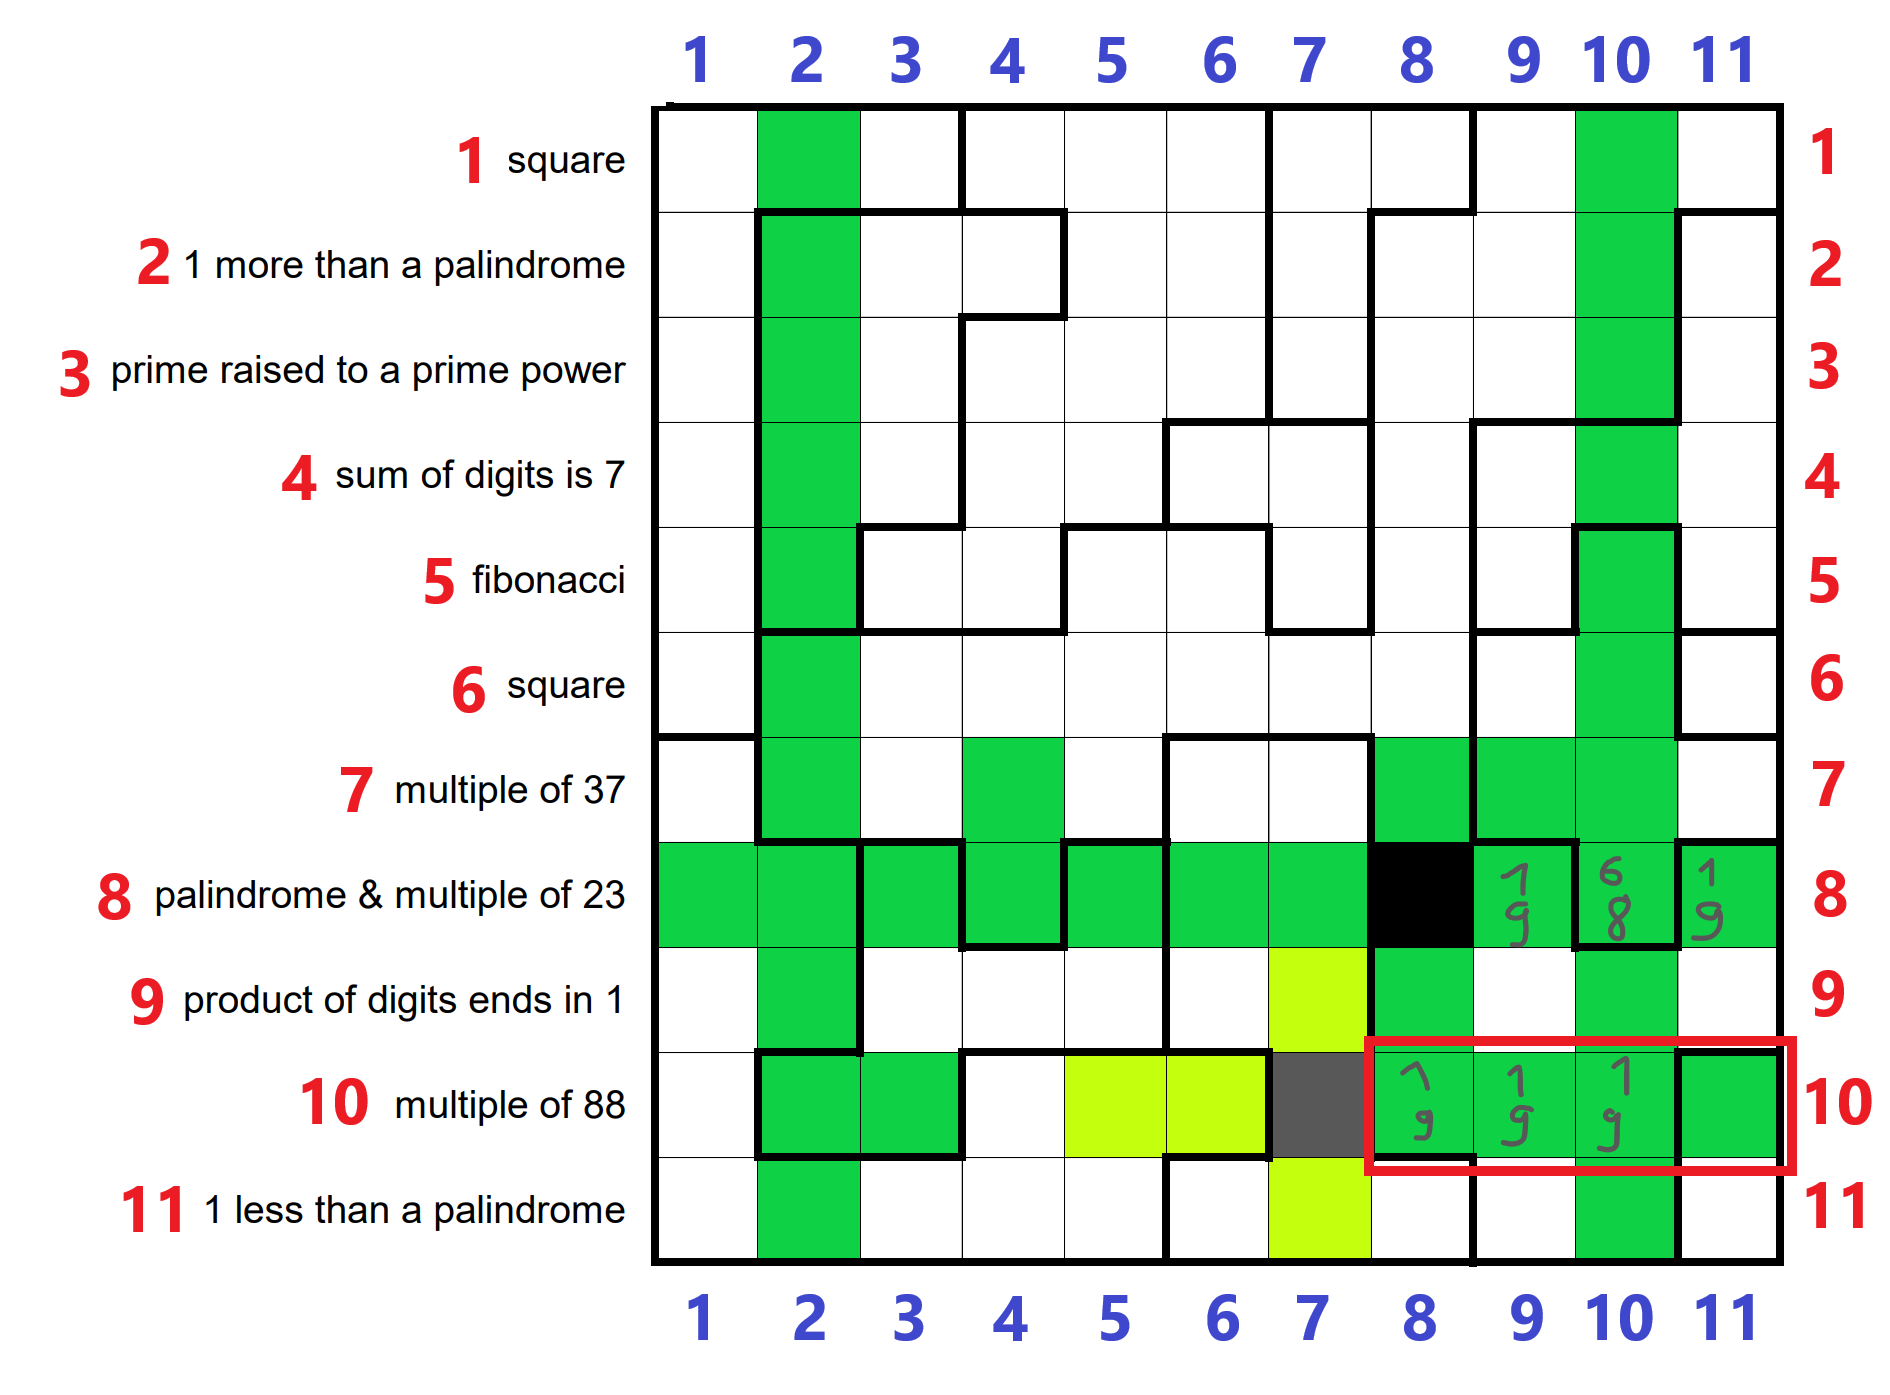 1 2 3 4 5 6 7 8 9 10 11
1 square 1
2 1 more than a palindrome 2
3 prime raised to a prime power 3
4 sum of digits is 7 4
5 fibonacci 5
6 square 6
7 multiple of 37 7
8 palindrome & multiple of 23 1 6 1 8
9 8 9
9 product of digits ends in 1 9
10 multiple of 88 1 1 1 10
9 9 9
11 1 less than a palindrome 11
1 2 3 4 5 6 7 8 9 10 11